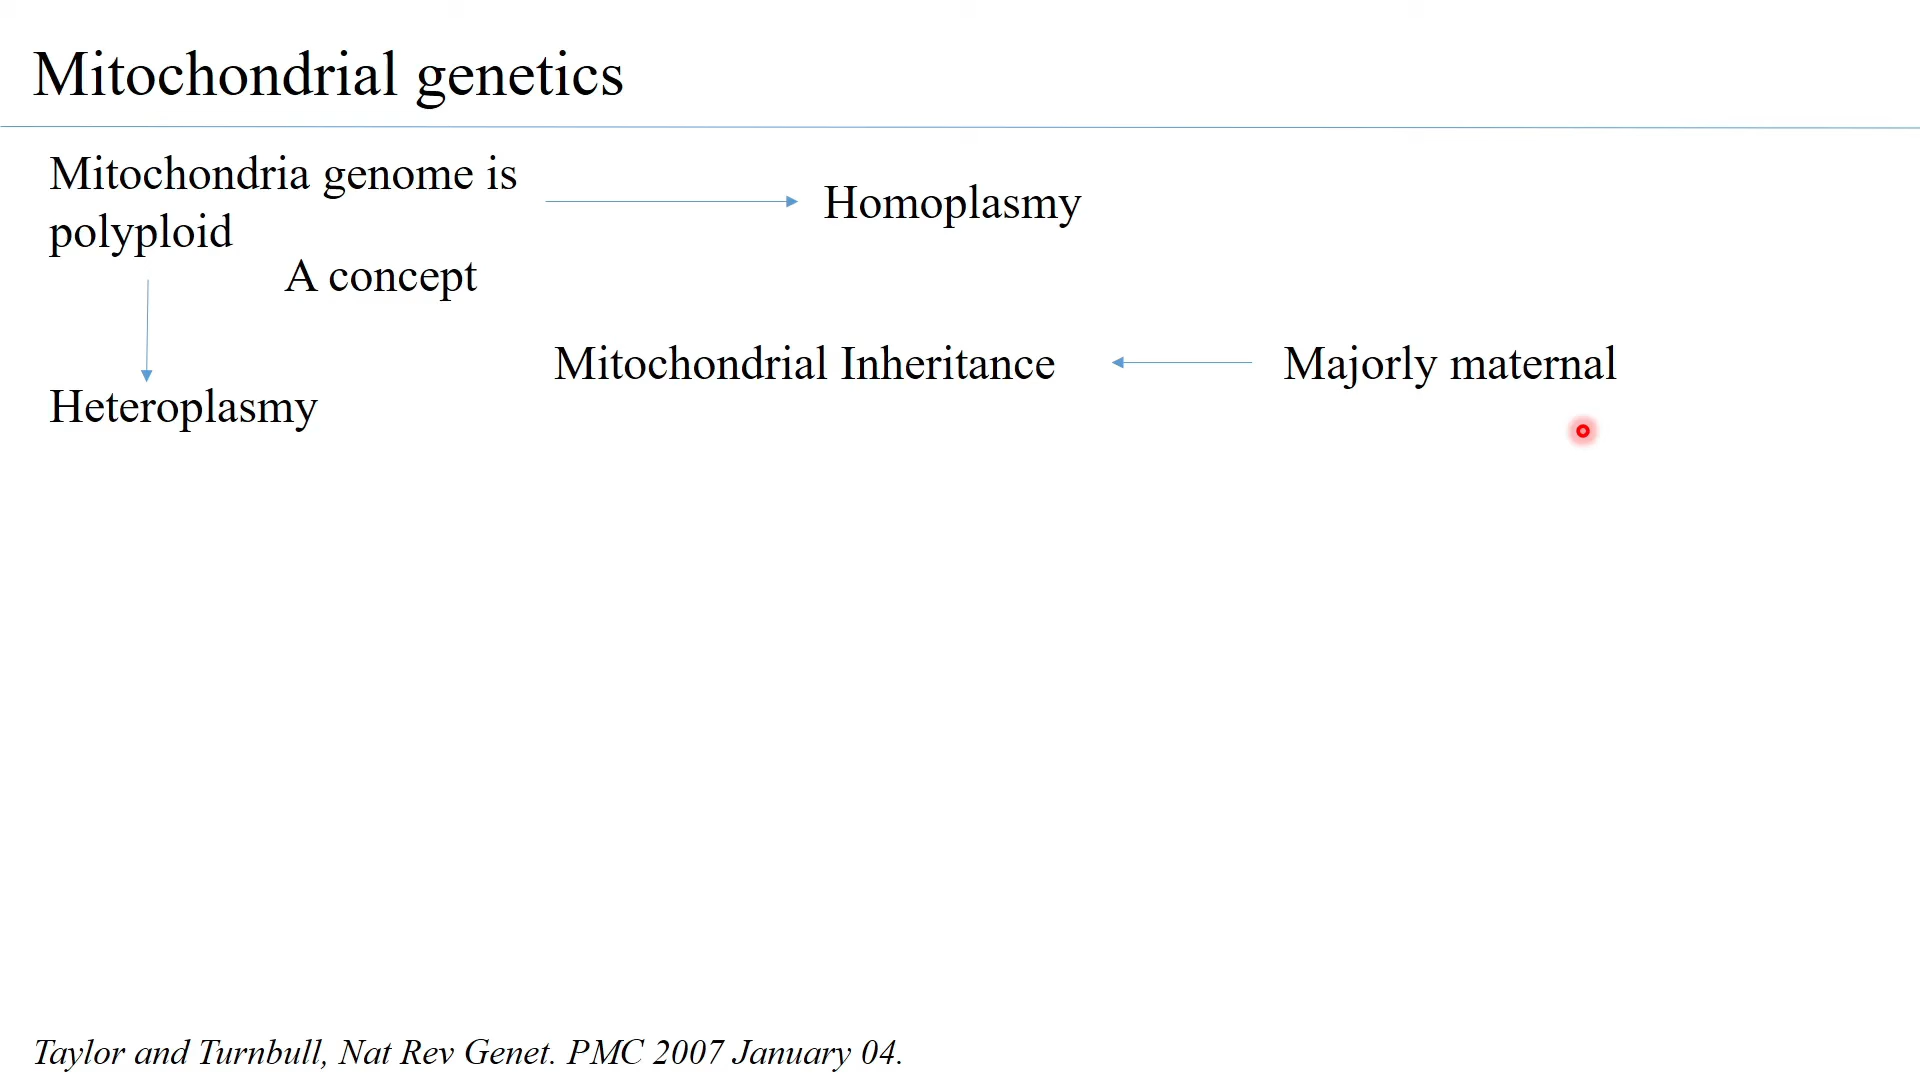 Mitochondrial genetics
Mitochondria genome is
polyploid
Homoplasmy
A concept
Mitochondrial Inheritance
Majorly maternal
Heteroplasmy
Taylor and Turnbull, Nat Rev Genet. PMC 2007 January 04.